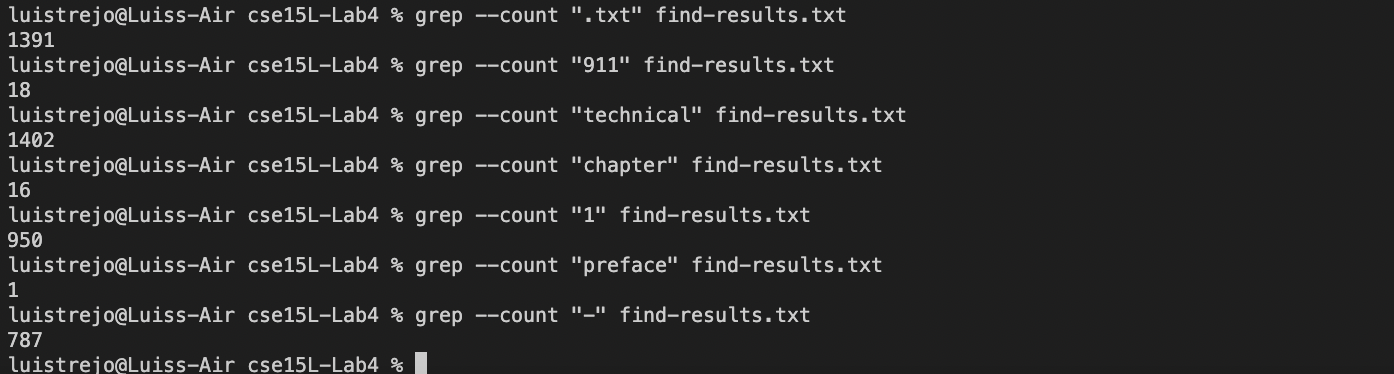 luistrejo@Luiss-Air cse15L-Lab4 % grep --count ".txt" find-results.txt
1391
luistrejo@Luiss-Air cse15L-Lab4 % grep --count "911" find-results.txt
18
luistrejo@Luiss-Air cse15L-Lab4 % grep --count "technical" find-results.txt
1402
luistrejo@Luiss-Air cse15L-Lab4 % grep --count "chapter" find-results.txt
16
luistrejo@Luiss-Air cse15L-Lab4 % grep --count "1" find-results.txt
950
luistrejo@Luiss-Air cse15L-Lab4 % grep --count "preface" find-results.txt
1
luistrejo@Luiss-Air cse15L-Lab4 % grep --count "-" find-results.txt
787
luistrejo@Luiss-Air cse15L-Lab4 %